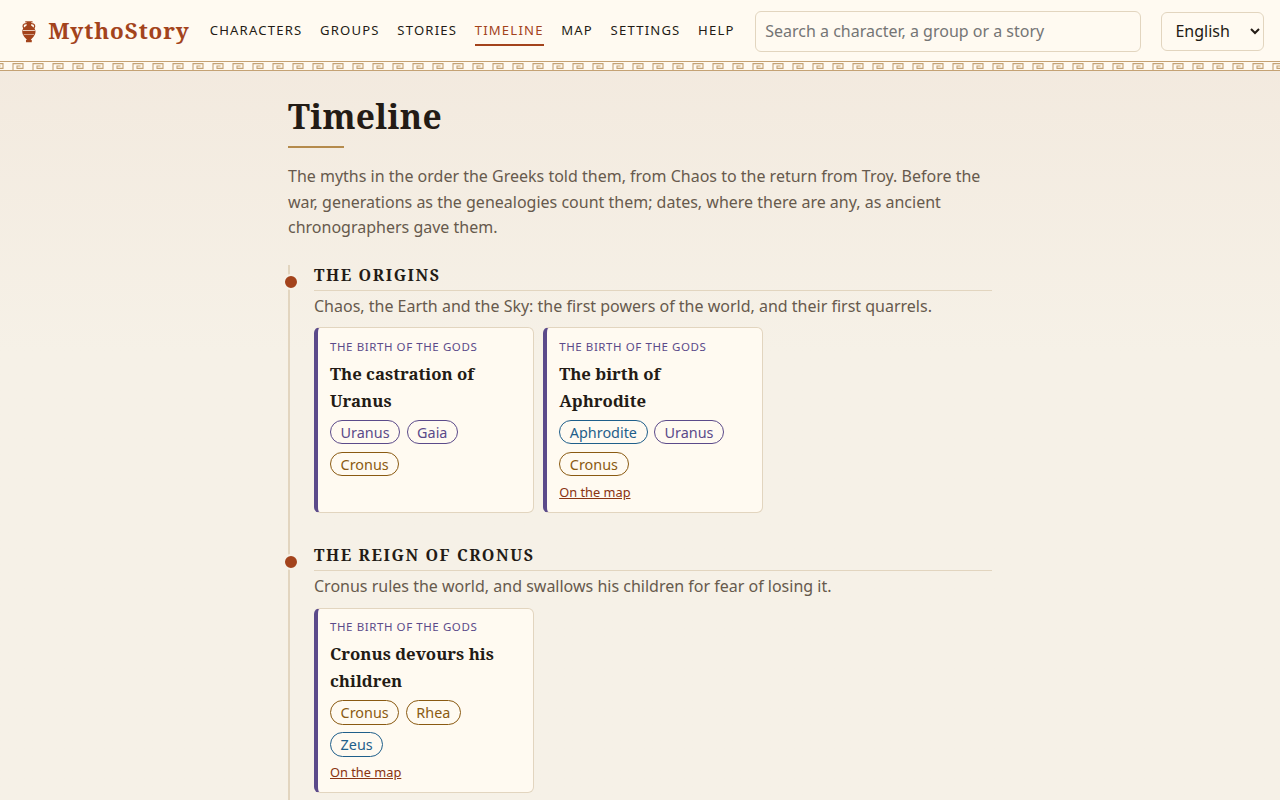 MythoStory
CHARACTERS GROUPS STORIES TIMELINE MAP SETTINGS HELP
Search a character, a group or a story
English
Timeline
The myths in the order the Greeks told them, from Chaos to the return from Troy. Before the
war, generations as the genealogies count them; dates, where there are any, as ancient
chronographers gave them.
THE ORIGINS
Chaos, the Earth and the Sky: the first powers of the world, and their first quarrels.
THE BIRTH OF THE GODS
The castration of
Uranus
Uranus Gaia
Cronus
THE BIRTH OF THE GODS
The birth of
Aphrodite
Aphrodite Uranus
Cronus
On the map
THE REIGN OF CRONUS
Cronus rules the world, and swallows his children for fear of losing it.
THE BIRTH OF THE GODS
Cronus devours his
children
Cronus Rhea
Zeus
On the map